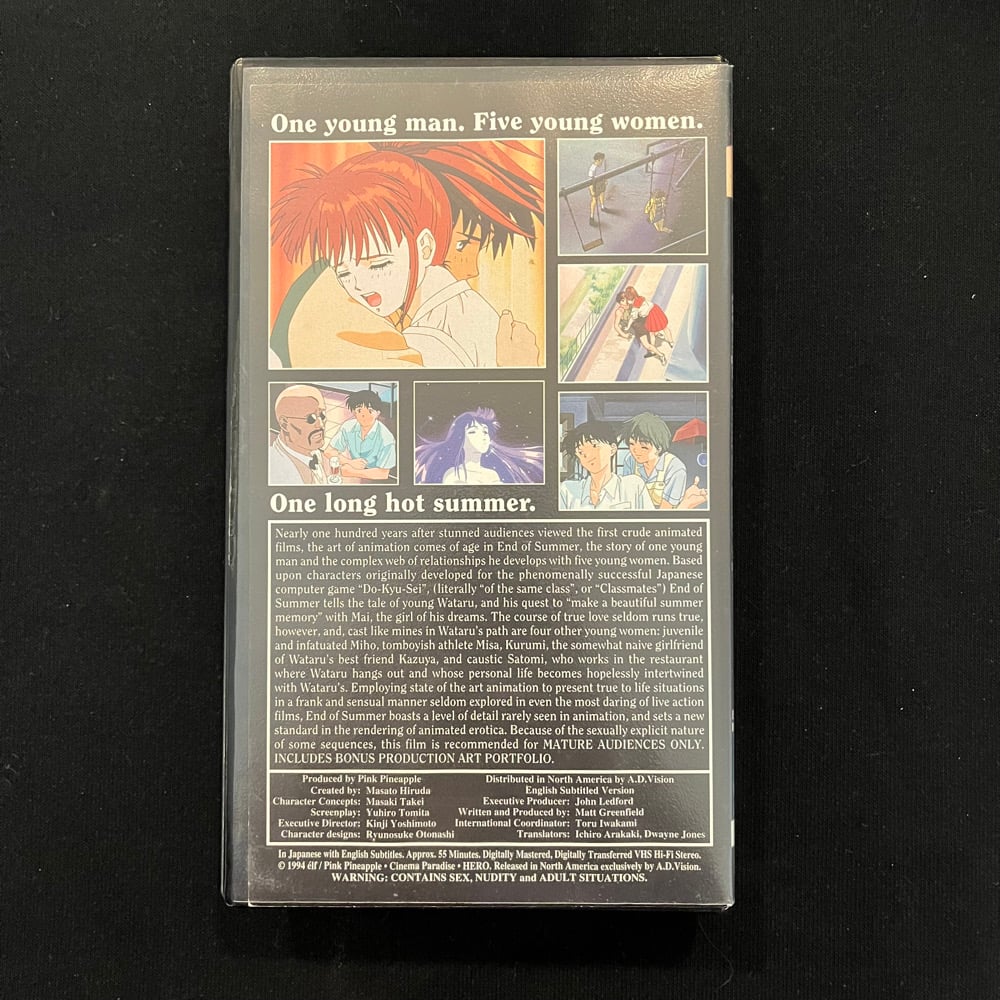 One young man. Five young women.
One long hot summer.
Nearly one hundred years after stunned audiences viewed the first crude animated
films, the art of animation comes of age in End of Summer, the story of one young
man and the complex web of relationships he develops with five young women. Based
upon characters originally developed for the phenomenally successful Japanese
computer game “Do-Kyu-Sei”, (literally “of the same class”, or “Classmates”) End of
Summer tells the tale of young Wataru, and his quest to “make a beautiful summer
memory” with Mai, the girl of his dreams. The course of true love seldom runs true,
however, and, cast like mines in Wataru’s path are four other young women: juvenile
and infatuated Miho, tomboyish athlete Misa, Kurumi, the somewhat naive girlfriend
of Wataru’s best friend Kazuya, and caustic Satomi, who works in the restaurant
where Wataru hangs out and whose personal life becomes hopelessly intertwined
with Wataru’s. Employing state of the art animation to present true to life situations
in a frank and sensual manner seldom explored in even the most daring of live action
films, End of Summer boasts a level of detail rarely seen in animation, and sets a new
standard in the rendering of animated erotica. Because of the sexually explicit nature
of some sequences, this film is recommended for MATURE AUDIENCES ONLY.
INCLUDES BONUS PRODUCTION ART PORTFOLIO.
Produced by Pink Pineapple
Created by: Masato Hiruda
Character Concepts: Masaki Takei
Screenplay: Yuhiro Tomita
Executive Director: Kinji Yoshimoto
Character designs: Ryunosuke Otonashi
Distributed in North America by A.D.Vision
English Subtitled Version
Executive Producer: John Ledford
Written and Produced by: Matt Greenfield
International Coordinator: Toru Iwakami
Translators: Ichiro Arakaki, Dwayne Jones
In Japanese with English Subtitles. Approx. 55 Minutes. Digitally Mastered, Digitally Transferred VHS Hi-Fi Stereo.
© 1994 élf / Pink Pineapple • Cinema Paradise • HERO. Released in North America exclusively by A.D.Vision.
WARNING: CONTAINS SEX, NUDITY and ADULT SITUATIONS.